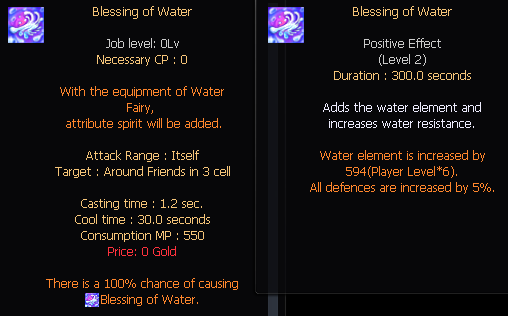 Blessing of Water
Job level: 0Lv
Necessary CP : 0
With the equipment of Water
Fairy,
attribute spirit will be added.
Attack Range : Itself
Target : Around Friends in 3 cell
Casting time : 1.2 sec.
Cool time : 30.0 seconds
Consumption MP : 550
Price: 0 Gold
There is a 100% chance of causing
Blessing of Water.
Blessing of Water
Positive Effect
(Level 2)
Duration : 300.0 seconds
Adds the water element and
increases water resistance.
Water element is increased by
594(Player Level*6).
All defences are increased by 5%.